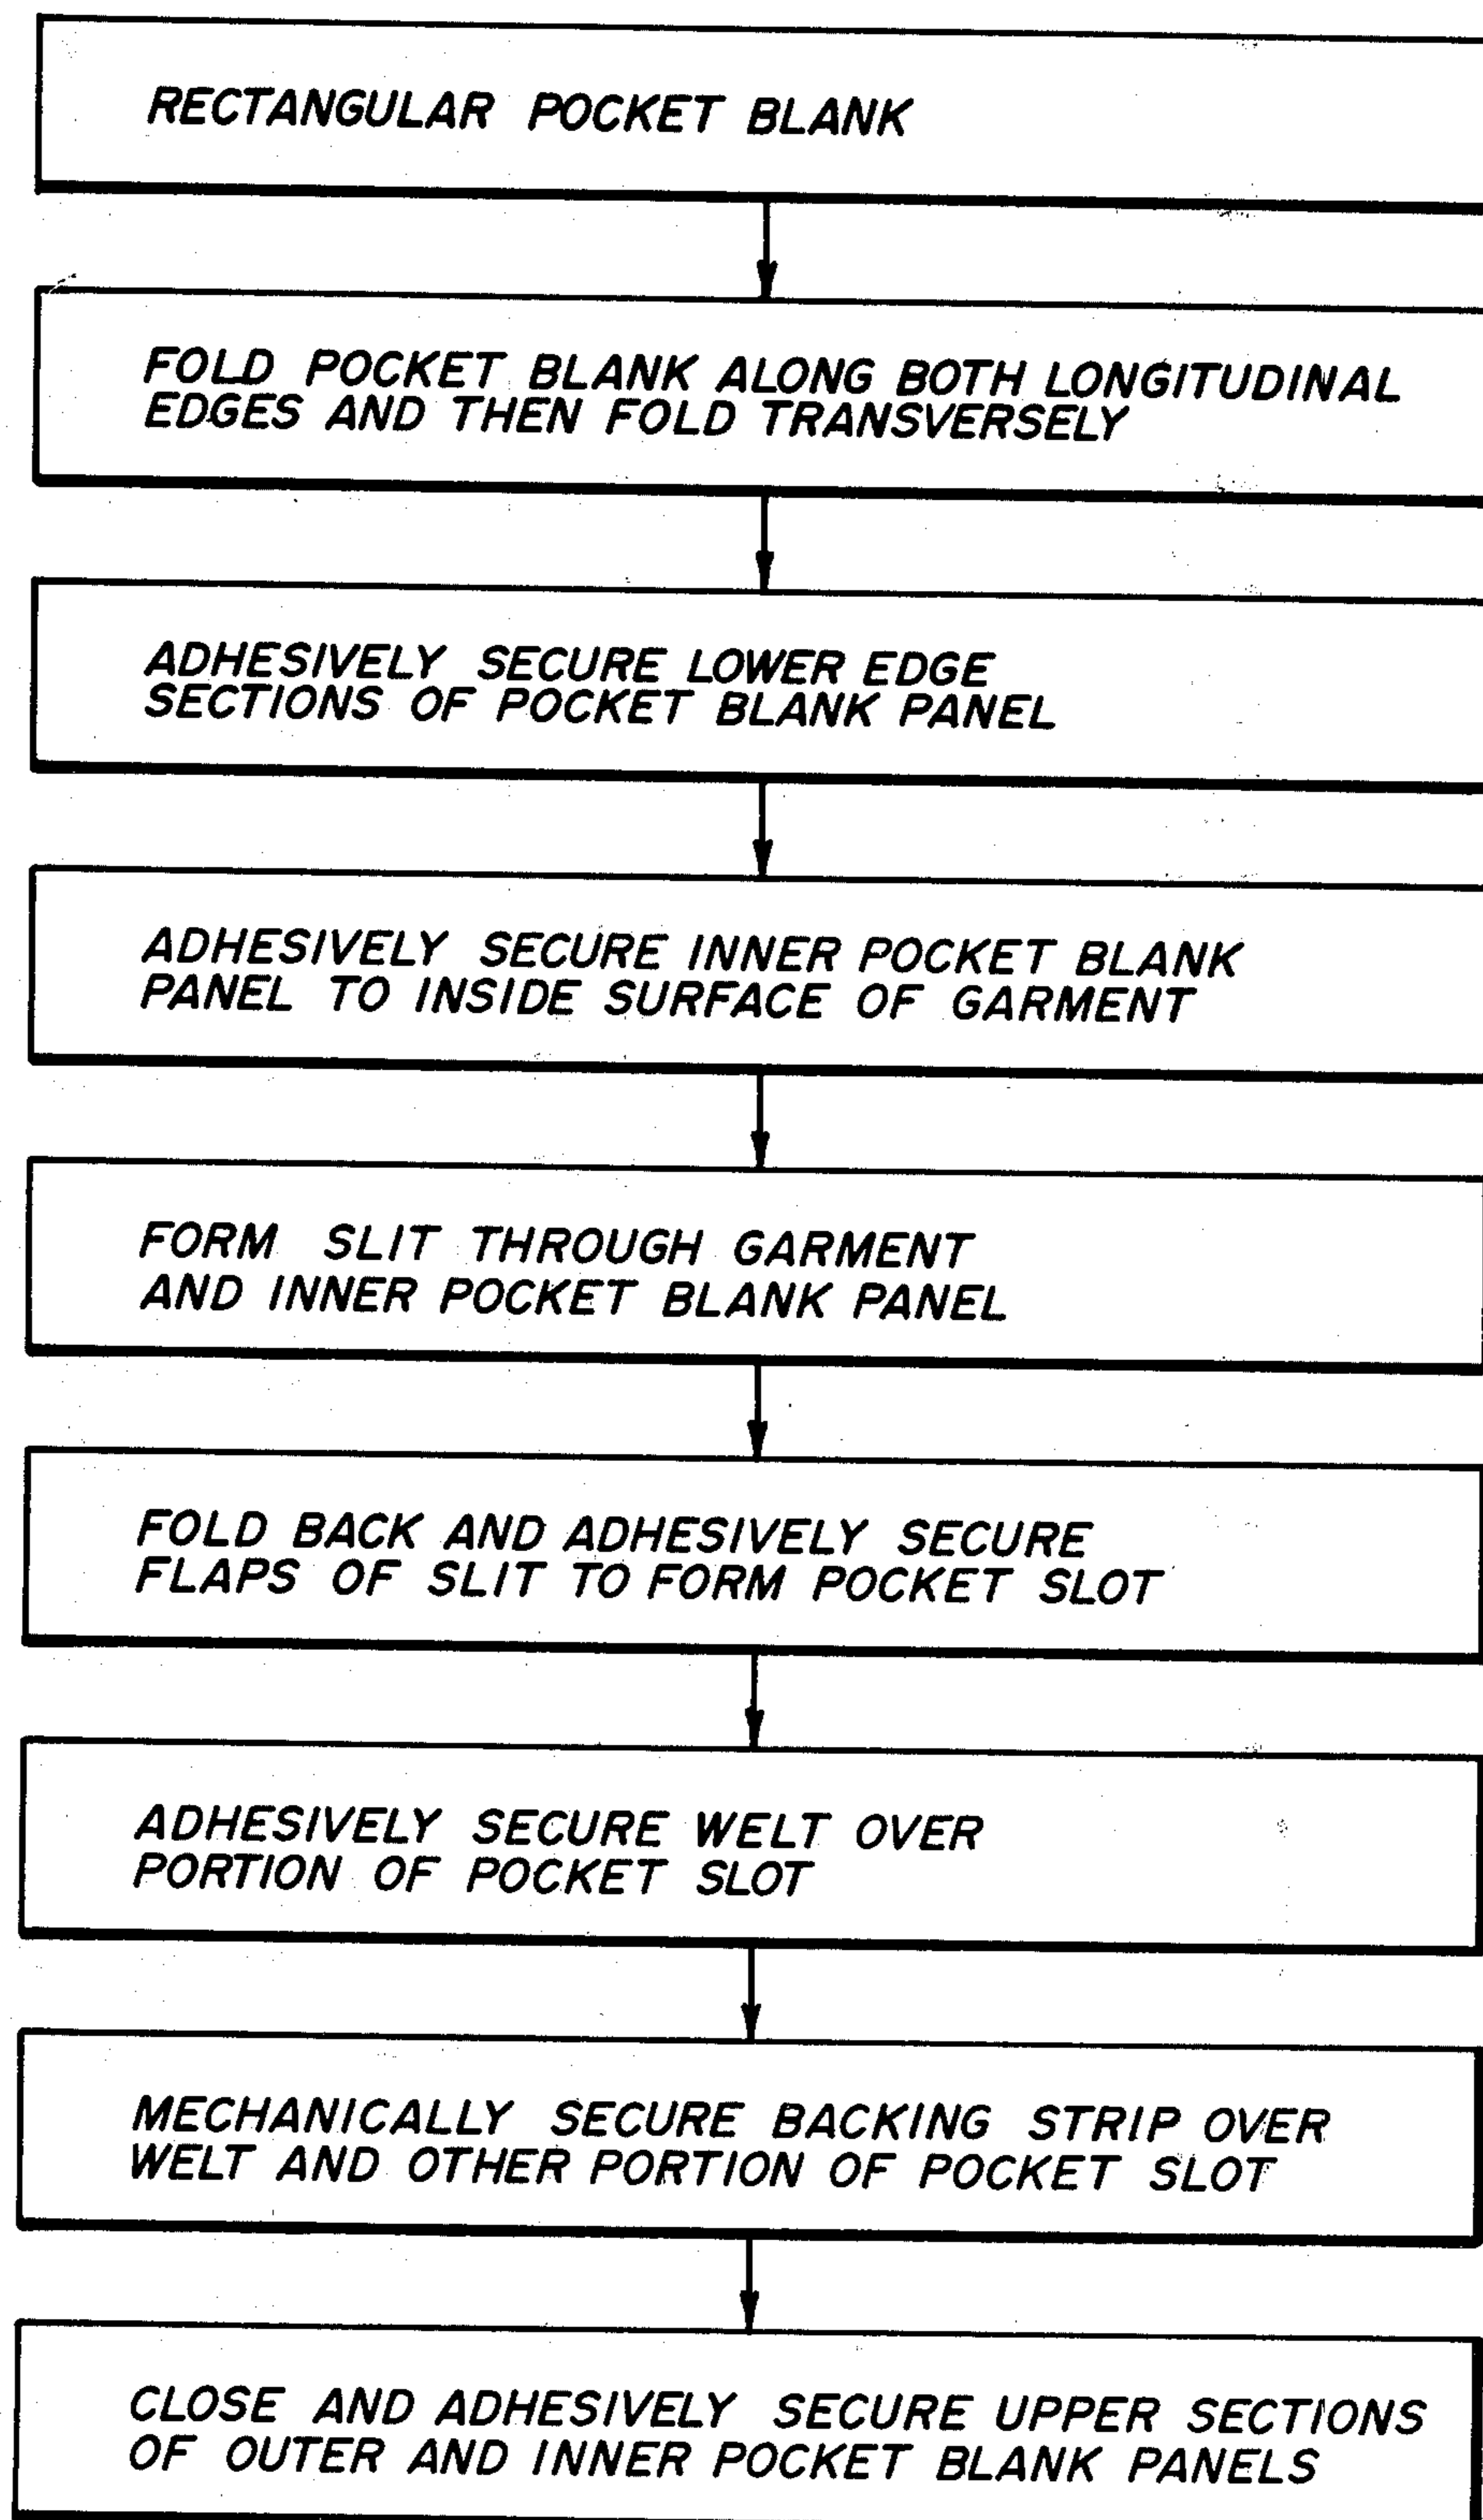 RECTANGULAR POCKET BLANK
FOLD POCKET BLANK ALONG BOTH LONGITUDINAL
EDGES AND THEN FOLD TRANSVERSELY
ADHESIVELY SECURE LOWER EDGE
SECTIONS OF POCKET BLANK PANEL
ADHESIVELY SECURE INNER POCKET BLANK
PANEL TO INSIDE SURFACE OF GARMENT
FORM SLIT THROUGH GARMENT
AND INNER POCKET BLANK PANEL
FOLD BACK AND ADHESIVELY SECURE
FLAPS OF SLIT TO FORM POCKET SLOT
ADHESIVELY SECURE WELT OVER
PORTION OF POCKET SLOT
MECHANICALLY SECURE BACKING STRIP OVER
WELT AND OTHER PORTION OF POCKET SLOT
CLOSE AND ADHESIVELY SECURE UPPER SECTIONS
OF OUTER AND INNER POCKET BLANK PANELS